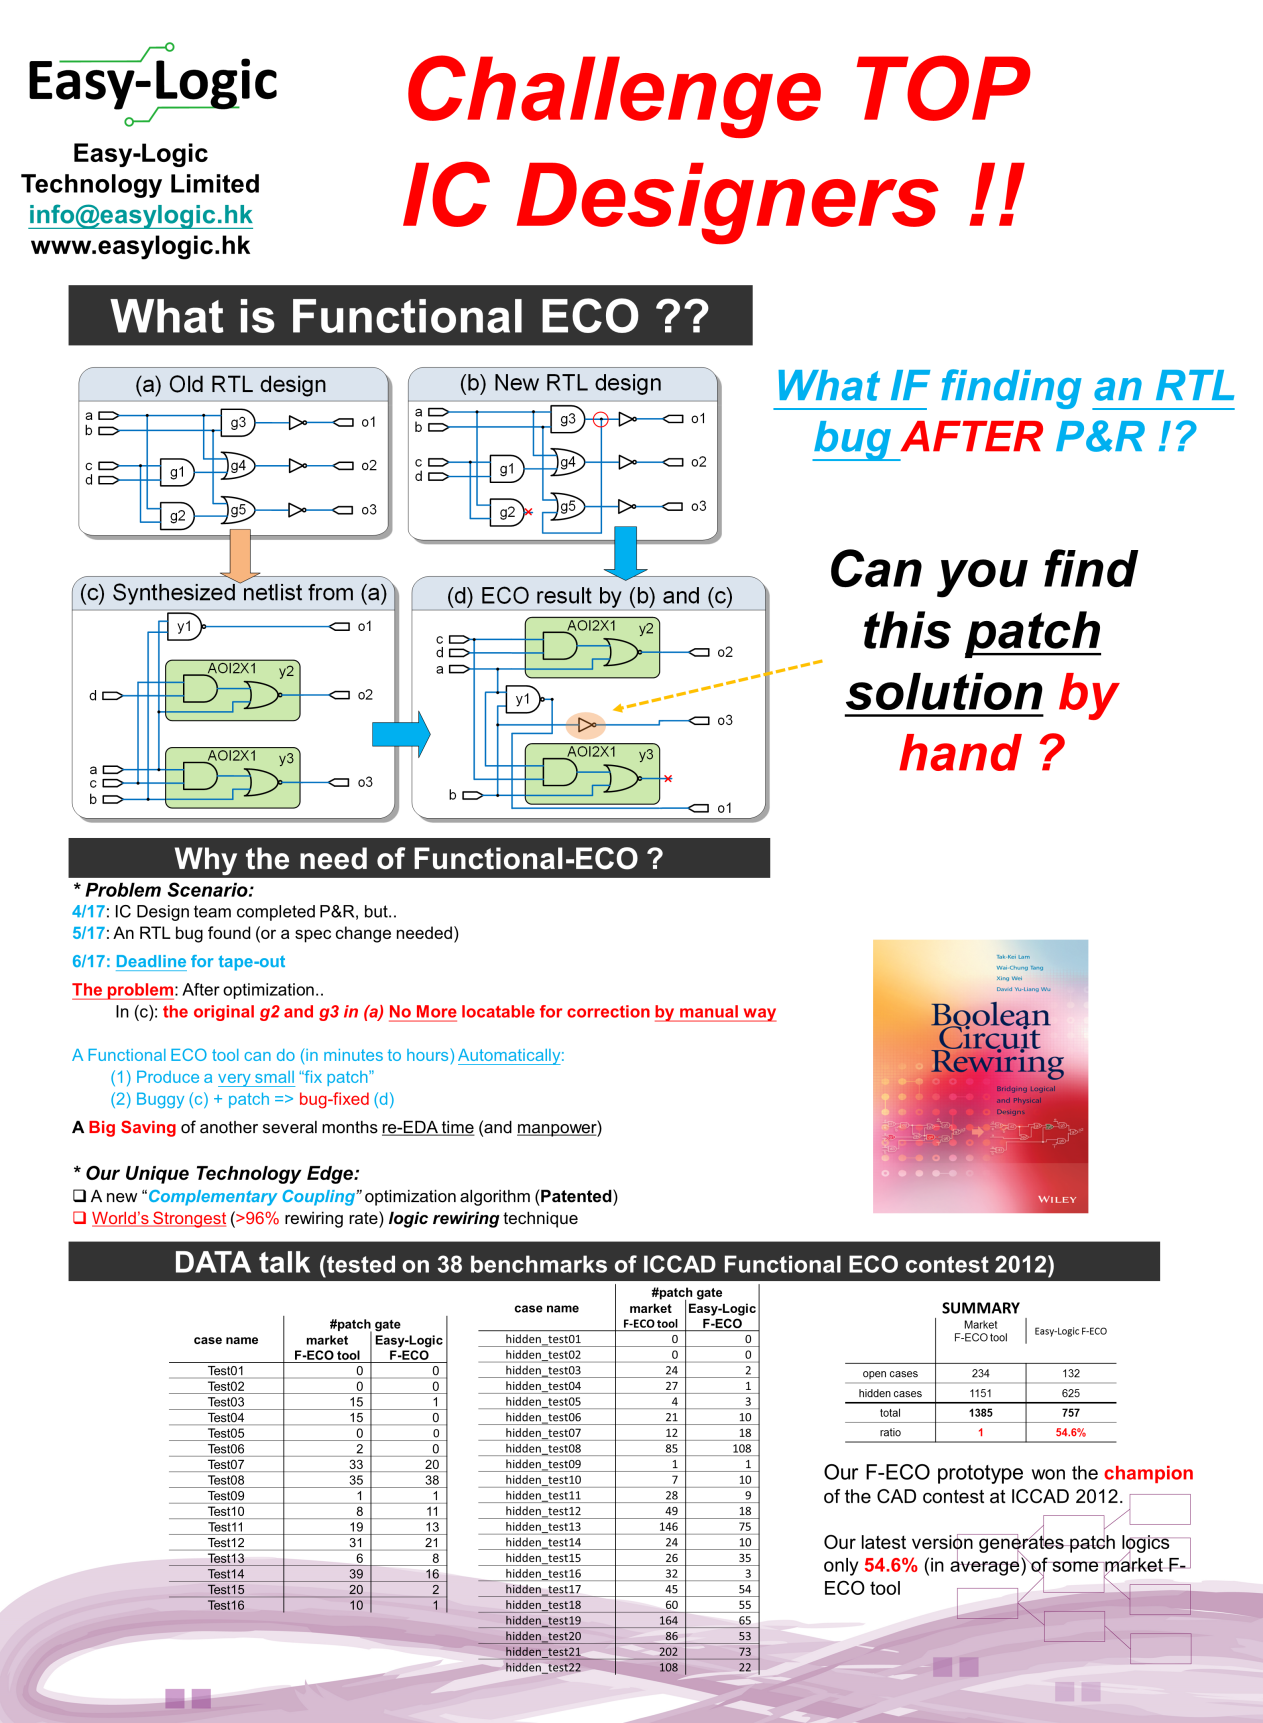 Easy-Logic
Easy-Logic
Technology Limited
info@easylogic.hk
www.easylogic.hk
Challenge TOP
IC Designers !!
What is Functional ECO ??
(a) Old RTL design
a
b
c
d
g1
g2
g3
g4
g5
o1
o2
o3
(b) New RTL design
a
b
c
d
g1
g2
g3
g4
g5
o1
o2
o3
What IF finding an RTL
bug AFTER P&R !?
(c) Synthesized netlist from (a)
y1
o1
AOI2X1 y2
d
o2
AOI2X1 y3
a
c
b
o3
(d) ECO result by (b) and (c)
AOI2X1 y2
c
d
a
o2
y1
o3
AOI2X1 y3
b
o1
Can you find
this patch
solution by
hand ?
Why the need of Functional-ECO ?
* Problem Scenario:
4/17: IC Design team completed P&R, but..
5/17: An RTL bug found (or a spec change needed)
6/17: Deadline for tape-out
The problem: After optimization..
In (c): the original g2 and g3 in (a) No More locatable for correction by manual way
A Functional ECO tool can do (in minutes to hours) Automatically:
(1) Produce a very small “fix patch”
(2) Buggy (c) + patch => bug-fixed (d)
A Big Saving of another several months re-EDA time (and manpower)
* Our Unique Technology Edge:
❑ A new “Complementary Coupling” optimization algorithm (Patented)
❑ World’s Strongest (>96% rewiring rate) logic rewiring technique
Tak-Kei Lam
Wai-Chung Tang
Xing Wei
David Yu-Liang Wu
Boolean
Circuit
Rewiring
Bridging Logical
and Physical
Designs
WILEY
DATA talk (tested on 38 benchmarks of ICCAD Functional ECO contest 2012)
#patch gate
case name market Easy-Logic
F-ECO tool F-ECO
Test01 0 0
Test02 0 0
Test03 15 1
Test04 15 0
Test05 0 0
Test06 2 0
Test07 33 20
Test08 35 38
Test09 1 1
Test10 8 11
Test11 19 13
Test12 31 21
Test13 6 8
Test14 39 16
Test15 20 2
Test16 10 1
#patch gate
case name market Easy-Logic
F-ECO tool F-ECO
hidden_test01 0 0
hidden_test02 0 0
hidden_test03 24 2
hidden_test04 27 1
hidden_test05 4 3
hidden_test06 21 10
hidden_test07 12 18
hidden_test08 85 108
hidden_test09 1 1
hidden_test10 7 10
hidden_test11 28 9
hidden_test12 49 18
hidden_test13 146 75
hidden_test14 24 10
hidden_test15 26 35
hidden_test16 32 3
hidden_test17 45 54
hidden_test18 60 55
hidden_test19 164 65
hidden_test20 86 53
hidden_test21 202 73
hidden_test22 108 22
SUMMARY
Market
F-ECO tool Easy-Logic F-ECO
open cases 234 132
hidden cases 1151 625
total 1385 757
ratio 1 54.6%
Our F-ECO prototype won the champion
of the CAD contest at ICCAD 2012.
Our latest version generates patch logics
only 54.6% (in average) of some market F-
ECO tool